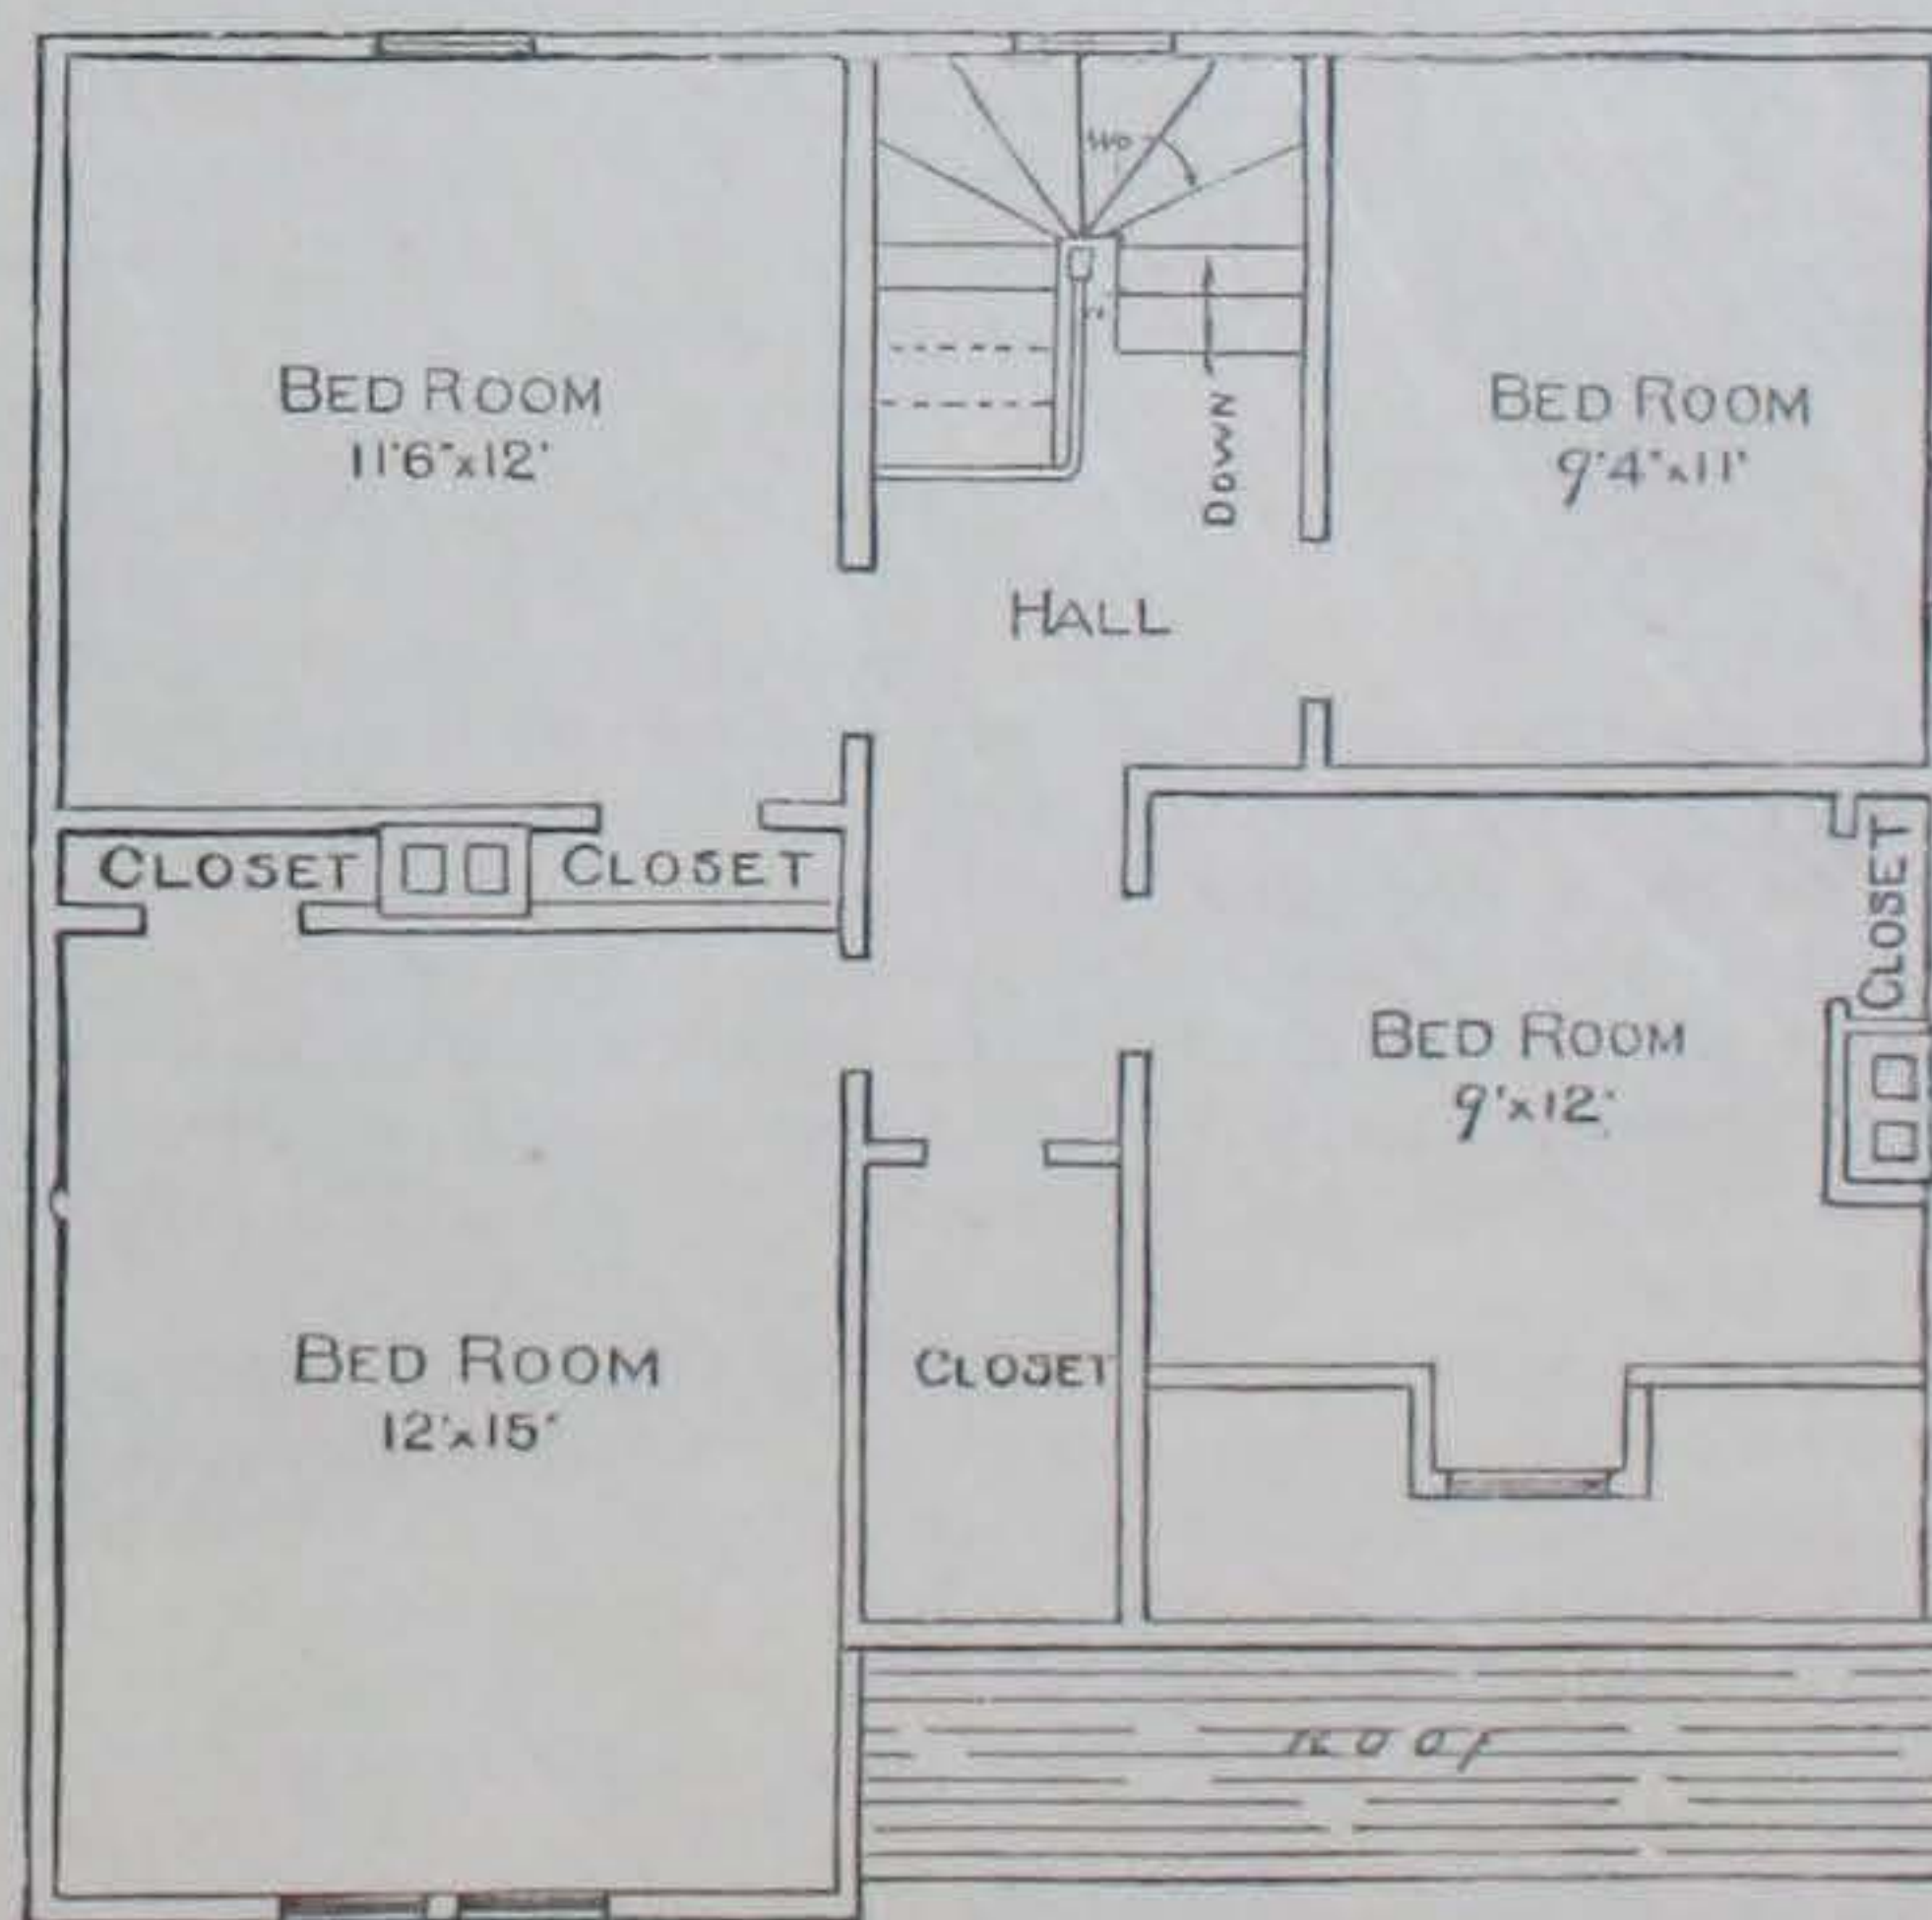 BED ROOM
11'6"x12'
DOWN
BED ROOM
9'4"x11'
HALL
CLOSET
CLOSET
CLOSET
BED ROOM
9'x12'
BED ROOM
12'x15'
CLOSET
ROOF